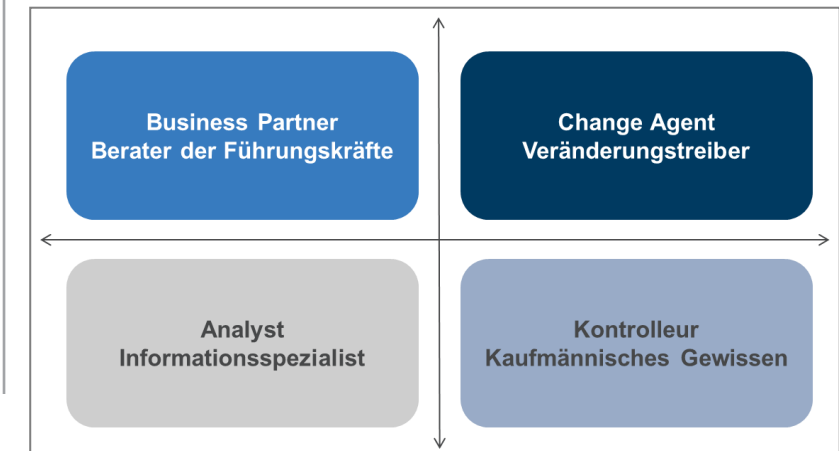 Business Partner
Berater der Führungskräfte
Change Agent
Veränderungstreiber
Analyst
Informationsspezialist
Kontrolleur
Kaufmännisches Gewissen